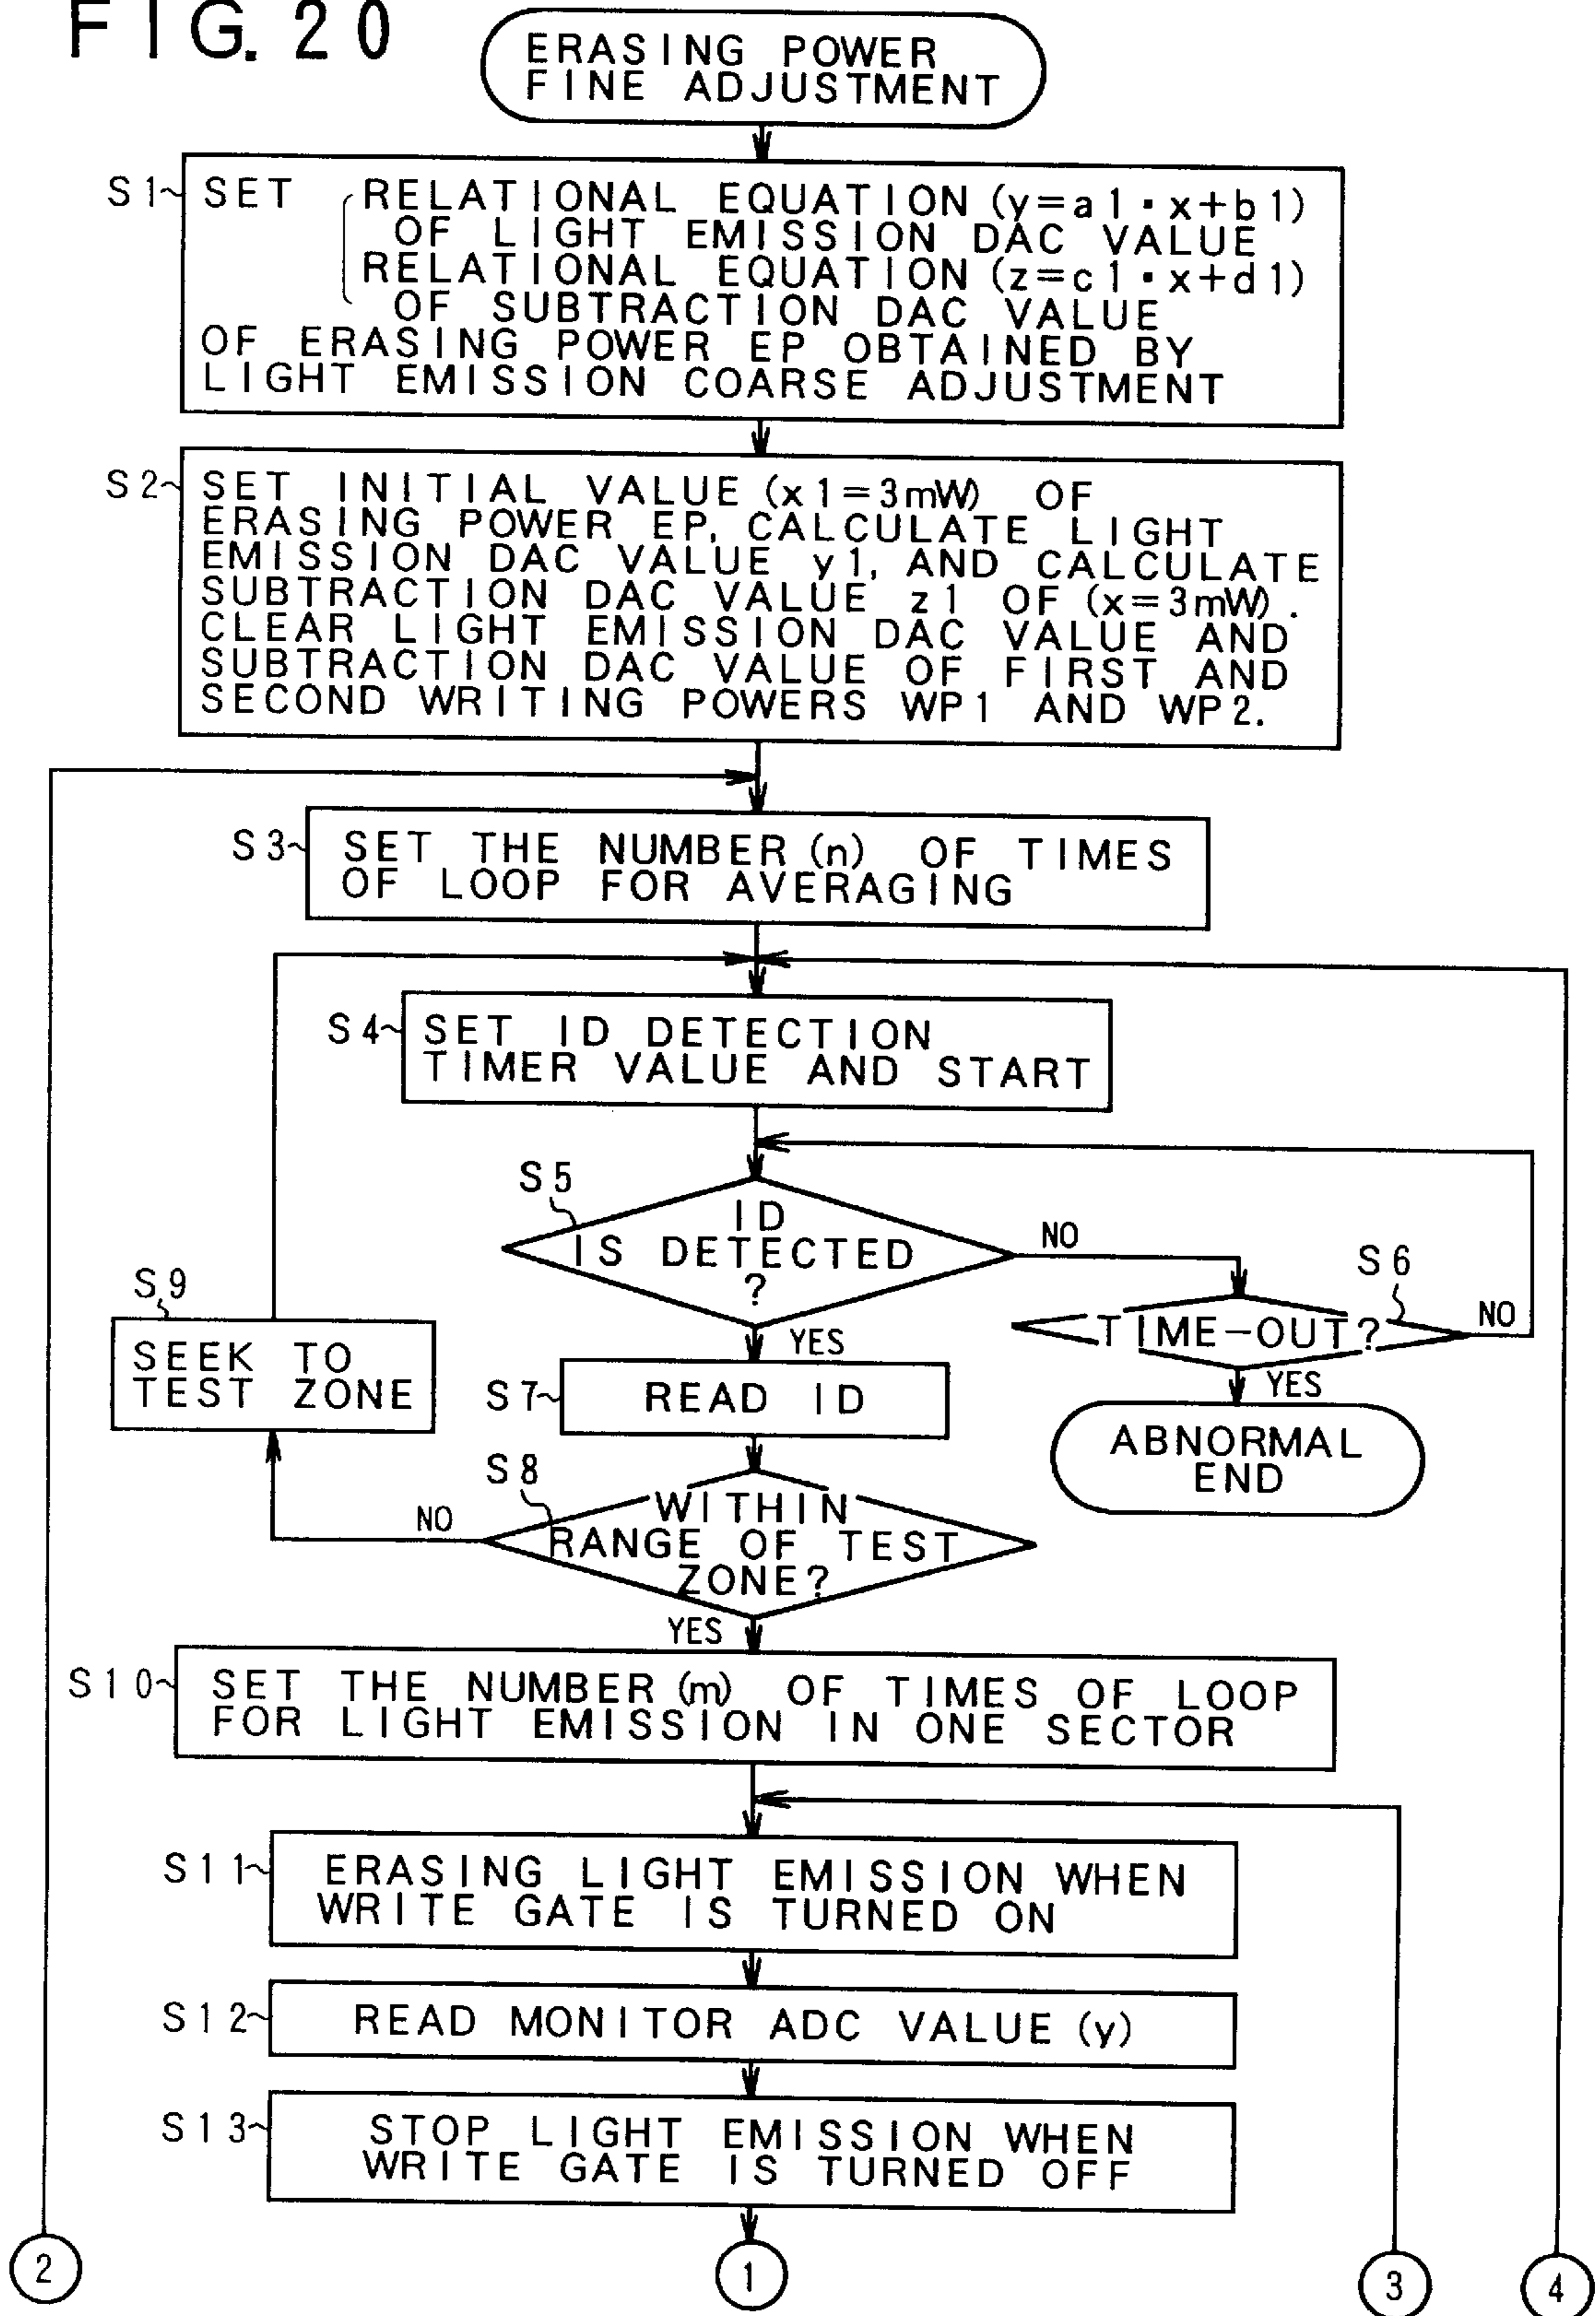 FIG. 20
ERASING POWER
FINE ADJUSTMENT
S1
SET RELATIONAL EQUATION (y=a1・x+b1)
OF LIGHT EMISSION DAC VALUE
RELATIONAL EQUATION (z=c1・x+d1)
OF SUBTRACTION DAC VALUE
OF ERASING POWER EP OBTAINED BY
LIGHT EMISSION COARSE ADJUSTMENT
S2
SET INITIAL VALUE (x1=3mW) OF
ERASING POWER EP, CALCULATE LIGHT
EMISSION DAC VALUE y1, AND CALCULATE
SUBTRACTION DAC VALUE z1 OF (x=3mW).
CLEAR LIGHT EMISSION DAC VALUE AND
SUBTRACTION DAC VALUE OF FIRST AND
SECOND WRITING POWERS WP1 AND WP2.
S3
SET THE NUMBER (n) OF TIMES
OF LOOP FOR AVERAGING
S4
SET ID DETECTION
TIMER VALUE AND START
S5
ID
IS DETECTED
?
NO
YES
S6
TIME-OUT?
NO
YES
ABNORMAL
END
S7
READ ID
S8
WITHIN
RANGE OF TEST
ZONE?
NO
YES
S9
SEEK TO
TEST ZONE
S10
SET THE NUMBER (m) OF TIMES OF LOOP
FOR LIGHT EMISSION IN ONE SECTOR
S11
ERASING LIGHT EMISSION WHEN
WRITE GATE IS TURNED ON
S12
READ MONITOR ADC VALUE (y)
S13
STOP LIGHT EMISSION WHEN
WRITE GATE IS TURNED OFF
2
1
3
4